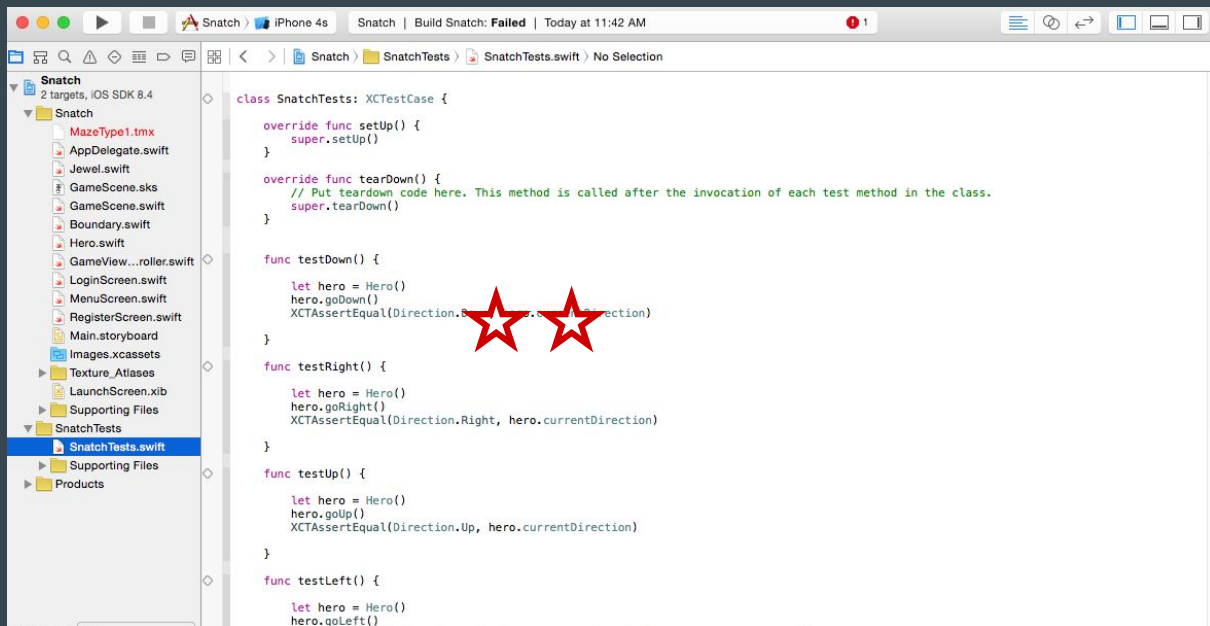 Snatch iPhone 4s Snatch | Build Snatch: Failed | Today at 11:42 AM 1
Snatch SnatchTests SnatchTests.swift No Selection
Snatch
2 targets, iOS SDK 8.4
Snatch
MazeType1.tmx
AppDelegate.swift
Jewel.swift
GameScene.sks
GameScene.swift
Boundary.swift
Hero.swift
GameView...roller.swift
LoginScreen.swift
MenuScreen.swift
RegisterScreen.swift
Main.storyboard
Images.xcassets
Texture_Atlases
LaunchScreen.xib
Supporting Files
SnatchTests
SnatchTests.swift
Supporting Files
Products
class SnatchTests: XCTestCase {
override func setUp() {
super.setUp()
}
override func tearDown() {
// Put teardown code here. This method is called after the invocation of each test method in the class.
super.tearDown()
}
func testDown() {
let hero = Hero()
hero.goDown()
XCTAssertEqual(Direction.
}
func testRight() {
let hero = Hero()
hero.goRight()
XCTAssertEqual(Direction.Right, hero.currentDirection)
}
func testUp() {
let hero = Hero()
hero.goUp()
XCTAssertEqual(Direction.Up, hero.currentDirection)
}
func testLeft() {
let hero = Hero()
hero.goLeft()